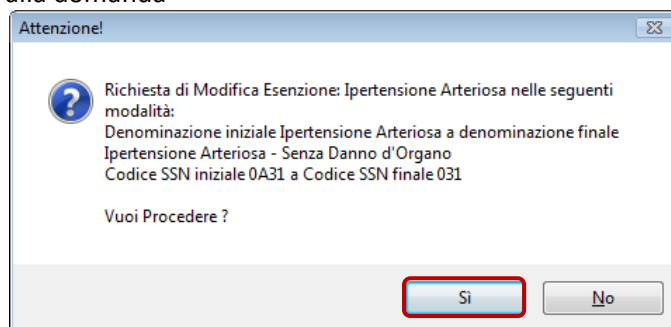 alla domanda
Attenzione!
Richiesta di Modifica Esenzione: Ipertensione Arteriosa nelle seguenti
modalità:
Denominazione iniziale Ipertensione Arteriosa a denominazione finale
Ipertensione Arteriosa - Senza Danno d'Organo
Codice SSN iniziale 0A31 a Codice SSN finale 031
Vuoi Procedere ?
Sì
No